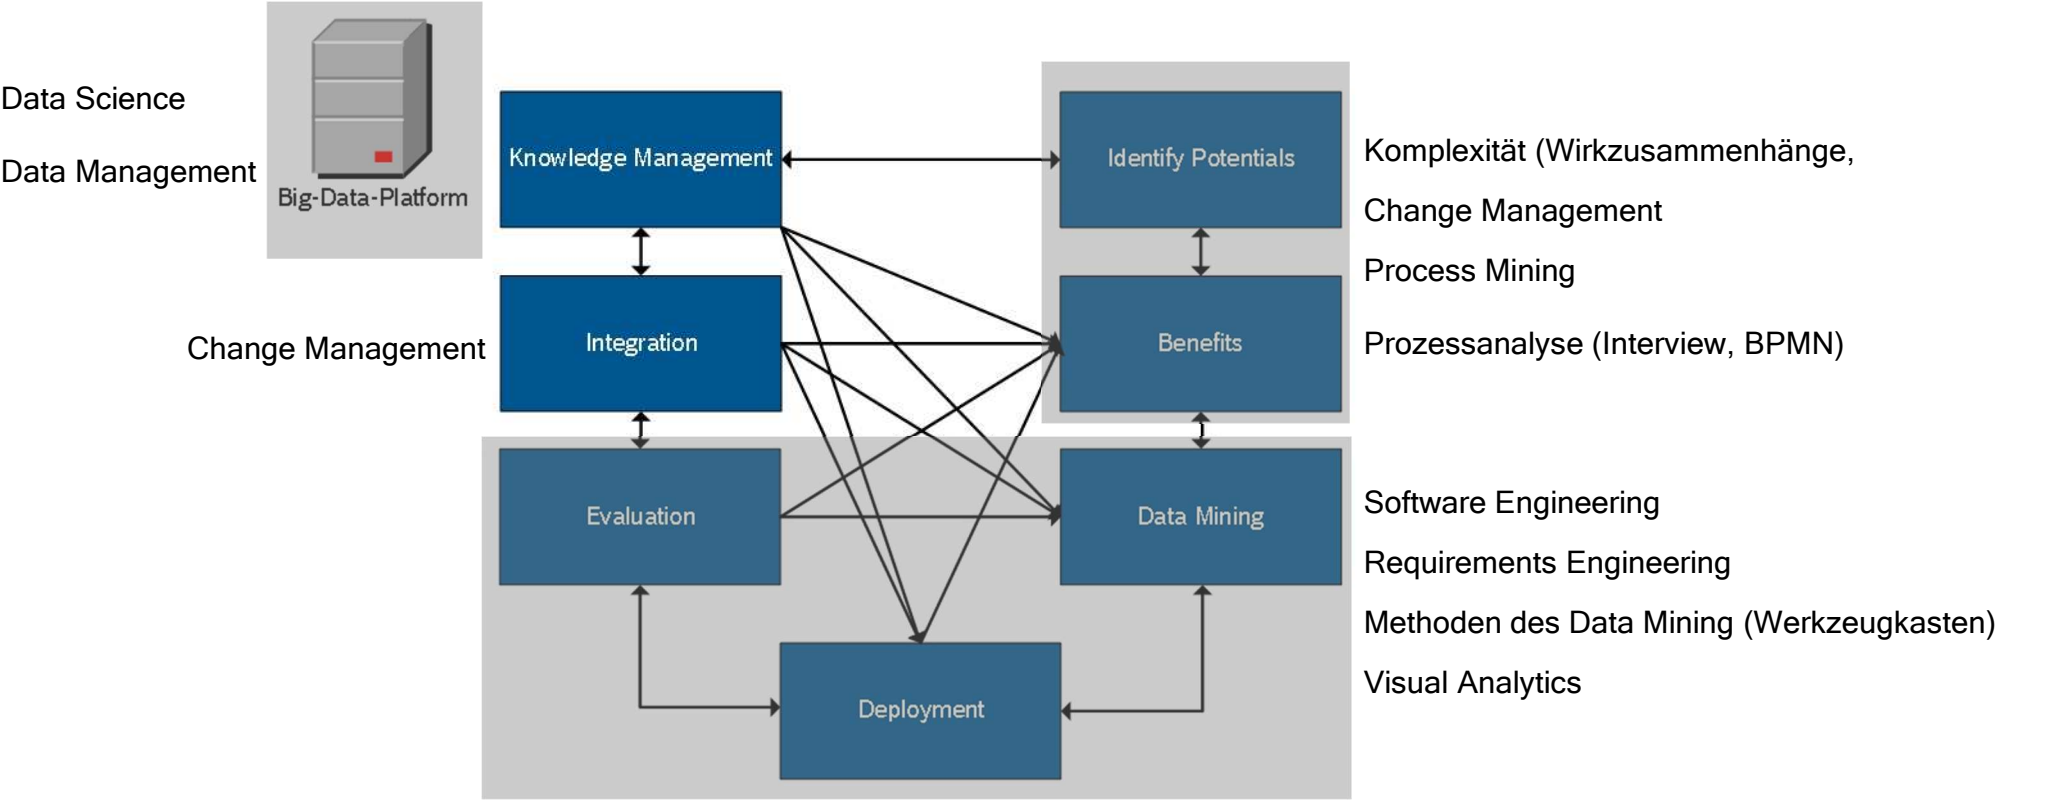 Data Science
Data Management
Big-Data-Platform
Knowledge Management
Identify Potentials
Komplexität (Wirkzusammenhänge,
Change Management
Process Mining
Change Management
Integration
Benefits
Prozessanalyse (Interview, BPMN)
Evaluation
Data Mining
Software Engineering
Requirements Engineering
Methoden des Data Mining (Werkzeugkasten)
Visual Analytics
Deployment